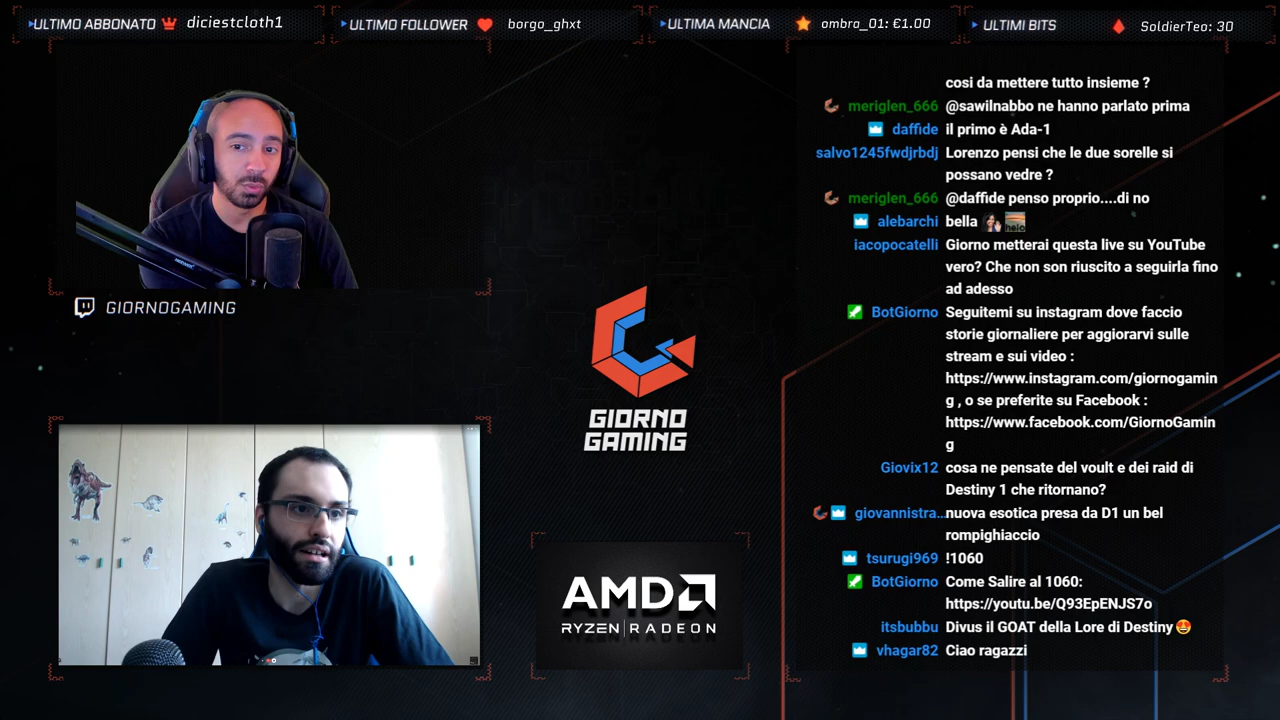 ULTIMO ABBONATO diciestcloth1
ULTIMO FOLLOWER borgo_ghxt
ULTIMA MANCIA ombra_01: €1.00
ULTIMI BITS SoldierTea: 30
GIORNOGAMING
GIORNO
GAMING
AMD
RYZEN | RADEON
cosi da mettere tutto insieme ?
meriglen_666 @sawilnabbo ne hanno parlato prima
daffide il primo è Ada-1
salvo1245fwdjrbdj Lorenzo pensi che le due sorelle si
possano vedre ?
meriglen_666 @daffide penso proprio....di no
alebarchi bella
iacopocatelli Giorno metterai questa live su YouTube
vero? Che non son riuscito a seguirla fino
ad adesso
BotGiorno Seguitemi su instagram dove faccio
storie giornaliere per aggiorarvi sulle
stream e sui video :
https://www.instagram.com/giornogamin
g , o se preferite su Facebook :
https://www.facebook.com/GiornoGamin
g
Giovix12 cosa ne pensate del voult e dei raid di
Destiny 1 che ritornano?
giovannistra... nuova esotica presa da D1 un bel
rompighiaccio
tsurugi969 !1060
BotGiorno Come Salire al 1060:
https://youtu.be/Q93EpENJS7o
itsbubbu Divus il GOAT della Lore di Destiny
vhagar82 Ciao ragazzi